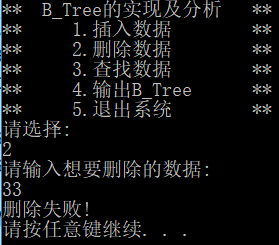 ** B_Tree的实现及分析 **
** 1.插入数据 **
** 2.删除数据 **
** 3.查找数据 **
** 4.输出B_Tree **
** 5.退出系统 **
请选择:
2
请输入想要删除的数据:
33
删除失败!
请按任意键继续. . .